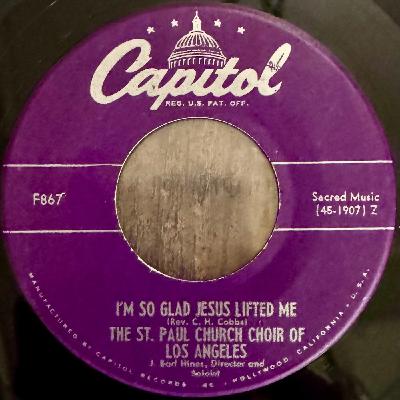 Capitol
REG. U.S. PAT. OFF.
F867
Sacred Music
(45-1907) Z
I'M SO GLAD JESUS LIFTED ME
(Rev. C. H. Cobbs)
THE ST. PAUL CHURCH CHOIR OF
LOS ANGELES
J. Earl Hines, Director and
Soloist
MANUFACTURED BY CAPITOL RECORDS · HOLLYWOOD, CALIFORNIA · U.S.A.